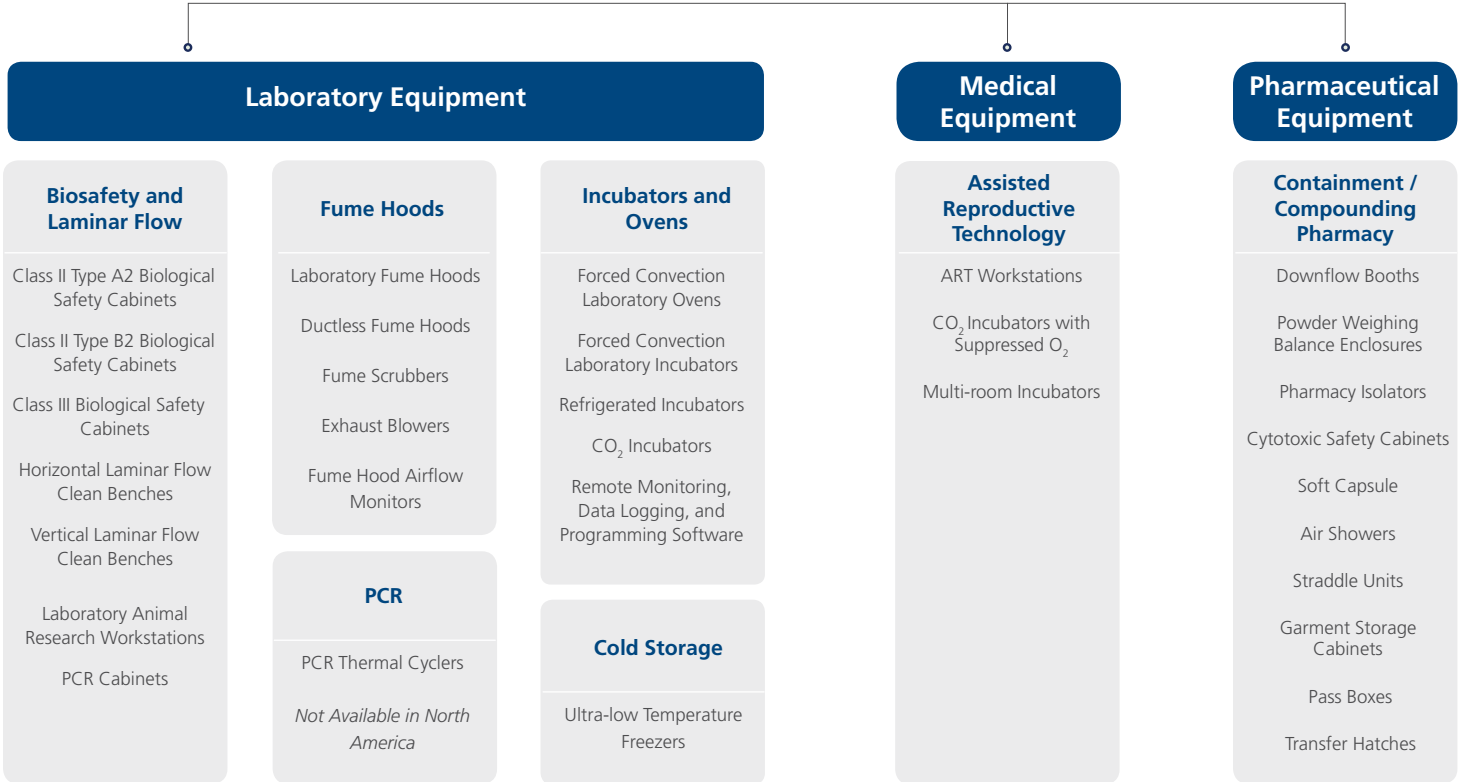 Laboratory Equipment
Medical
Equipment
Pharmaceutical
Equipment
Biosafety and
Laminar Flow
Class II Type A2 Biological
Safety Cabinets
Class II Type B2 Biological
Safety Cabinets
Class III Biological Safety
Cabinets
Horizontal Laminar Flow
Clean Benches
Vertical Laminar Flow
Clean Benches
Laboratory Animal
Research Workstations
PCR Cabinets
Fume Hoods
Laboratory Fume Hoods
Ductless Fume Hoods
Fume Scrubbers
Exhaust Blowers
Fume Hood Airflow
Monitors
PCR
PCR Thermal Cyclers
Not Available in North
America
Incubators and
Ovens
Forced Convection
Laboratory Ovens
Forced Convection
Laboratory Incubators
Refrigerated Incubators
CO₂ Incubators
Remote Monitoring,
Data Logging, and
Programming Software
Cold Storage
Ultra-low Temperature
Freezers
Assisted
Reproductive
Technology
ART Workstations
CO₂ Incubators with
Suppressed O₂
Multi-room Incubators
Containment /
Compounding
Pharmacy
Downflow Booths
Powder Weighing
Balance Enclosures
Pharmacy Isolators
Cytotoxic Safety Cabinets
Soft Capsule
Air Showers
Straddle Units
Garment Storage
Cabinets
Pass Boxes
Transfer Hatches